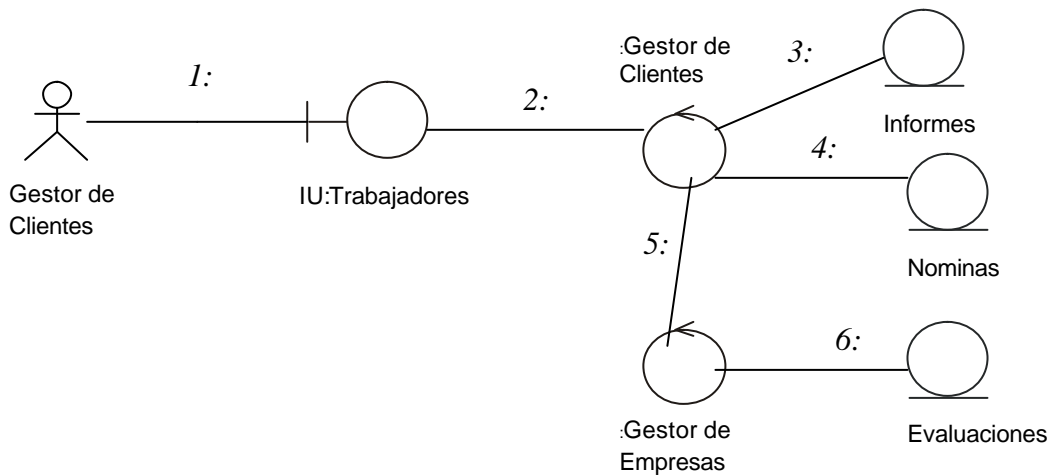 :Gestor de
Clientes
3:
1:
2:
Informes
4:
Gestor de
Clientes
IU:Trabajadores
5:
Nominas
6:
:Gestor de
Empresas
Evaluaciones